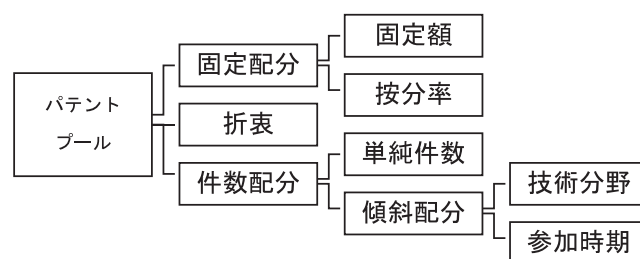 パテント
プール
固定配分
固定額
按分率
折衷
件数配分
単純件数
傾斜配分
技術分野
参加時期